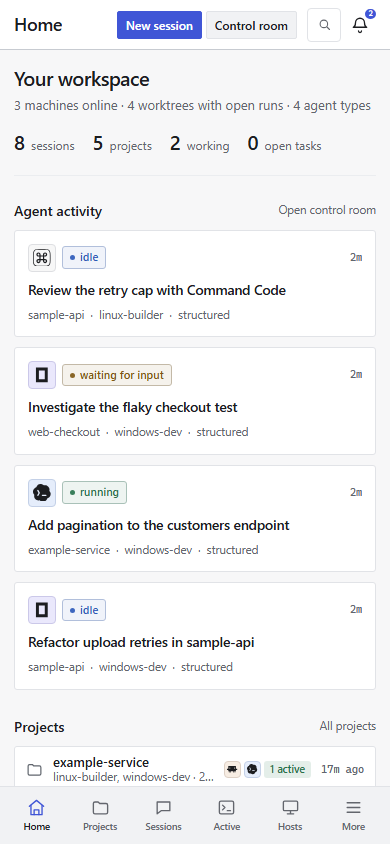 Home
New session
Control room
2
Your workspace
3 machines online · 4 worktrees with open runs · 4 agent types
8 sessions 5 projects 2 working 0 open tasks
Agent activity
Open control room
idle
2m
Review the retry cap with Command Code
sample-api · linux-builder · structured
waiting for input
2m
Investigate the flaky checkout test
web-checkout · windows-dev · structured
running
2m
Add pagination to the customers endpoint
example-service · windows-dev · structured
idle
2m
Refactor upload retries in sample-api
sample-api · windows-dev · structured
Projects
All projects
example-service
linux-builder, windows-dev · 2...
1 active
17m ago
Home
Projects
Sessions
Active
Hosts
More